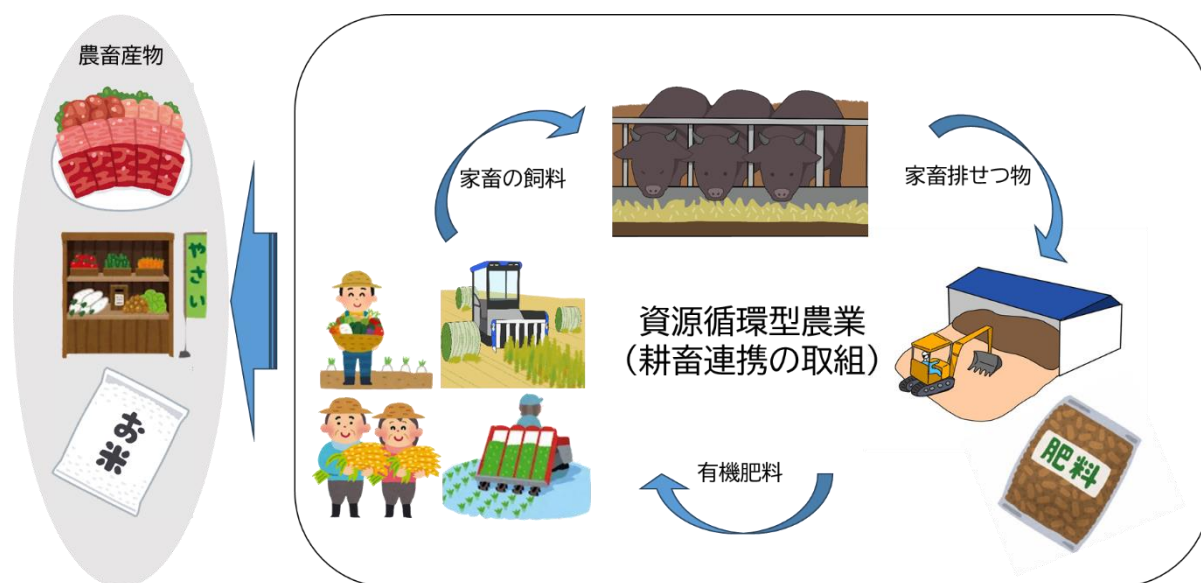 農畜産物
やさい
お米
家畜の飼料
家畜排せつ物
資源循環型農業
（耕畜連携の取組）
肥料
有機肥料